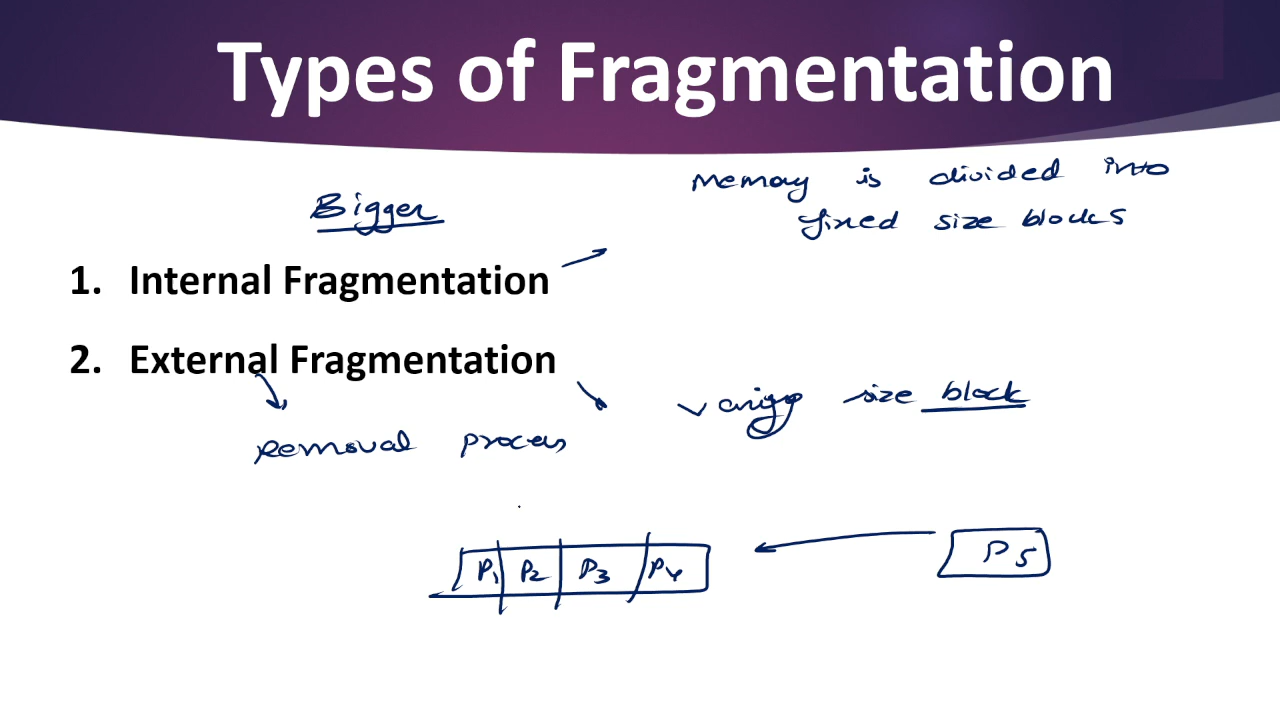 Types of Fragmentation
Memory is divided into
fixed size blocks
Bigger
1. Internal Fragmentation
2. External Fragmentation
size block
removal process
P1 P2 P3 P4
P5